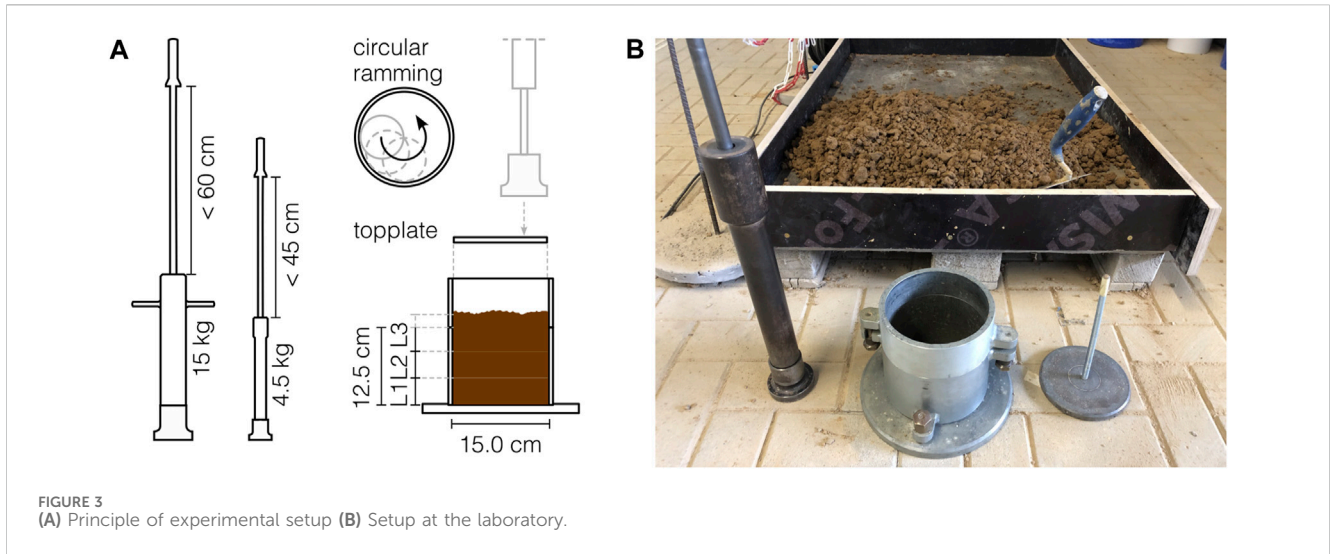 A
< 60 cm
15 kg
< 45 cm
4.5 kg
circular
ramming
topplate
12.5 cm
L1 L2 L3
15.0 cm
B
FIGURE 3
(A) Principle of experimental setup (B) Setup at the laboratory.